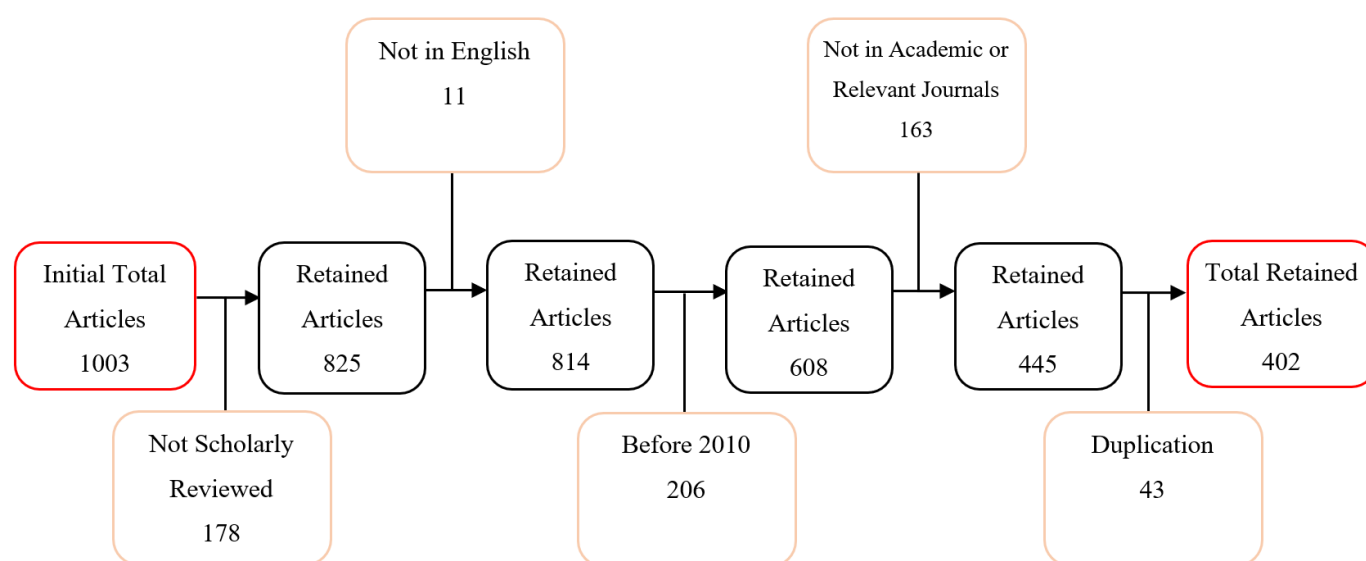 Not in English
11
Not in Academic or
Relevant Journals
163
Initial Total
Articles
1003
Retained
Articles
825
Retained
Articles
814
Retained
Articles
608
Retained
Articles
445
Total Retained
Articles
402
Not Scholarly
Reviewed
178
Before 2010
206
Duplication
43